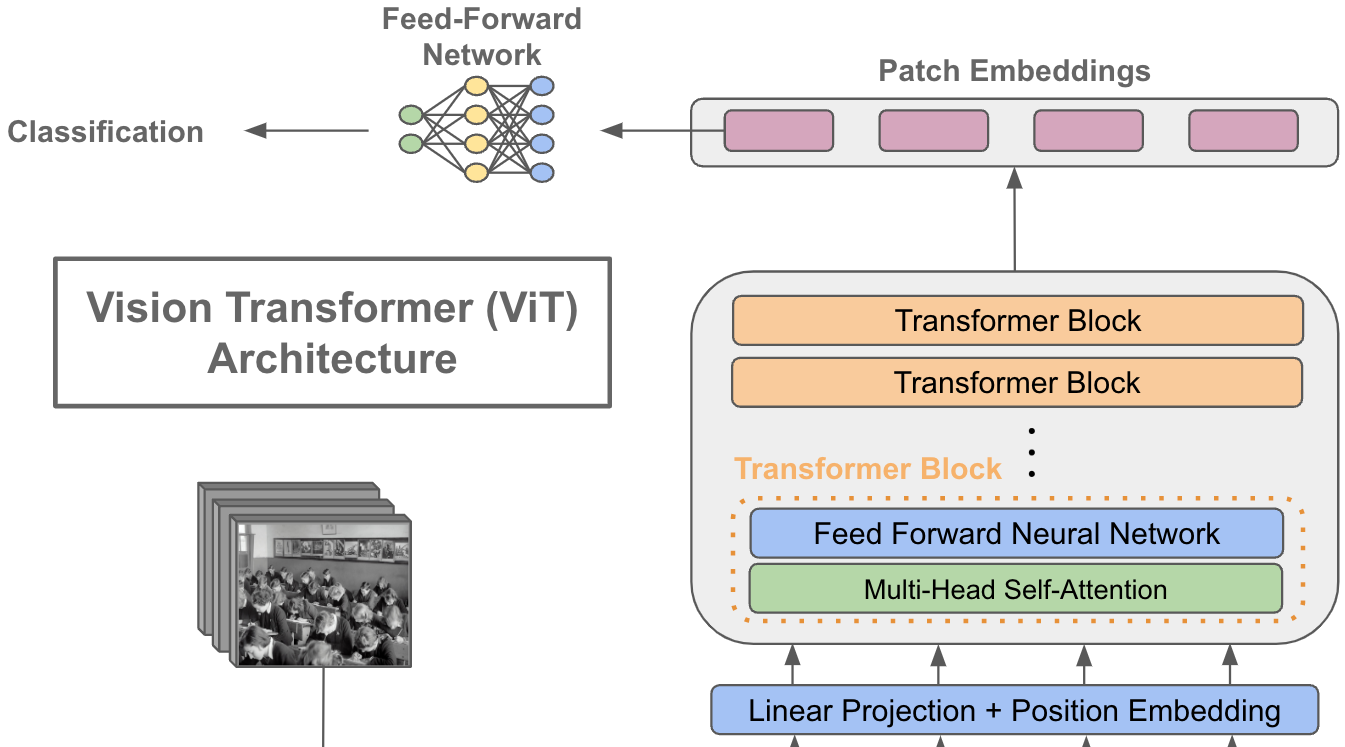 Feed-Forward
Network
Patch Embeddings
Classification
Vision Transformer (ViT)
Architecture
Transformer Block
Transformer Block
Transformer Block
Feed Forward Neural Network
Multi-Head Self-Attention
Linear Projection + Position Embedding